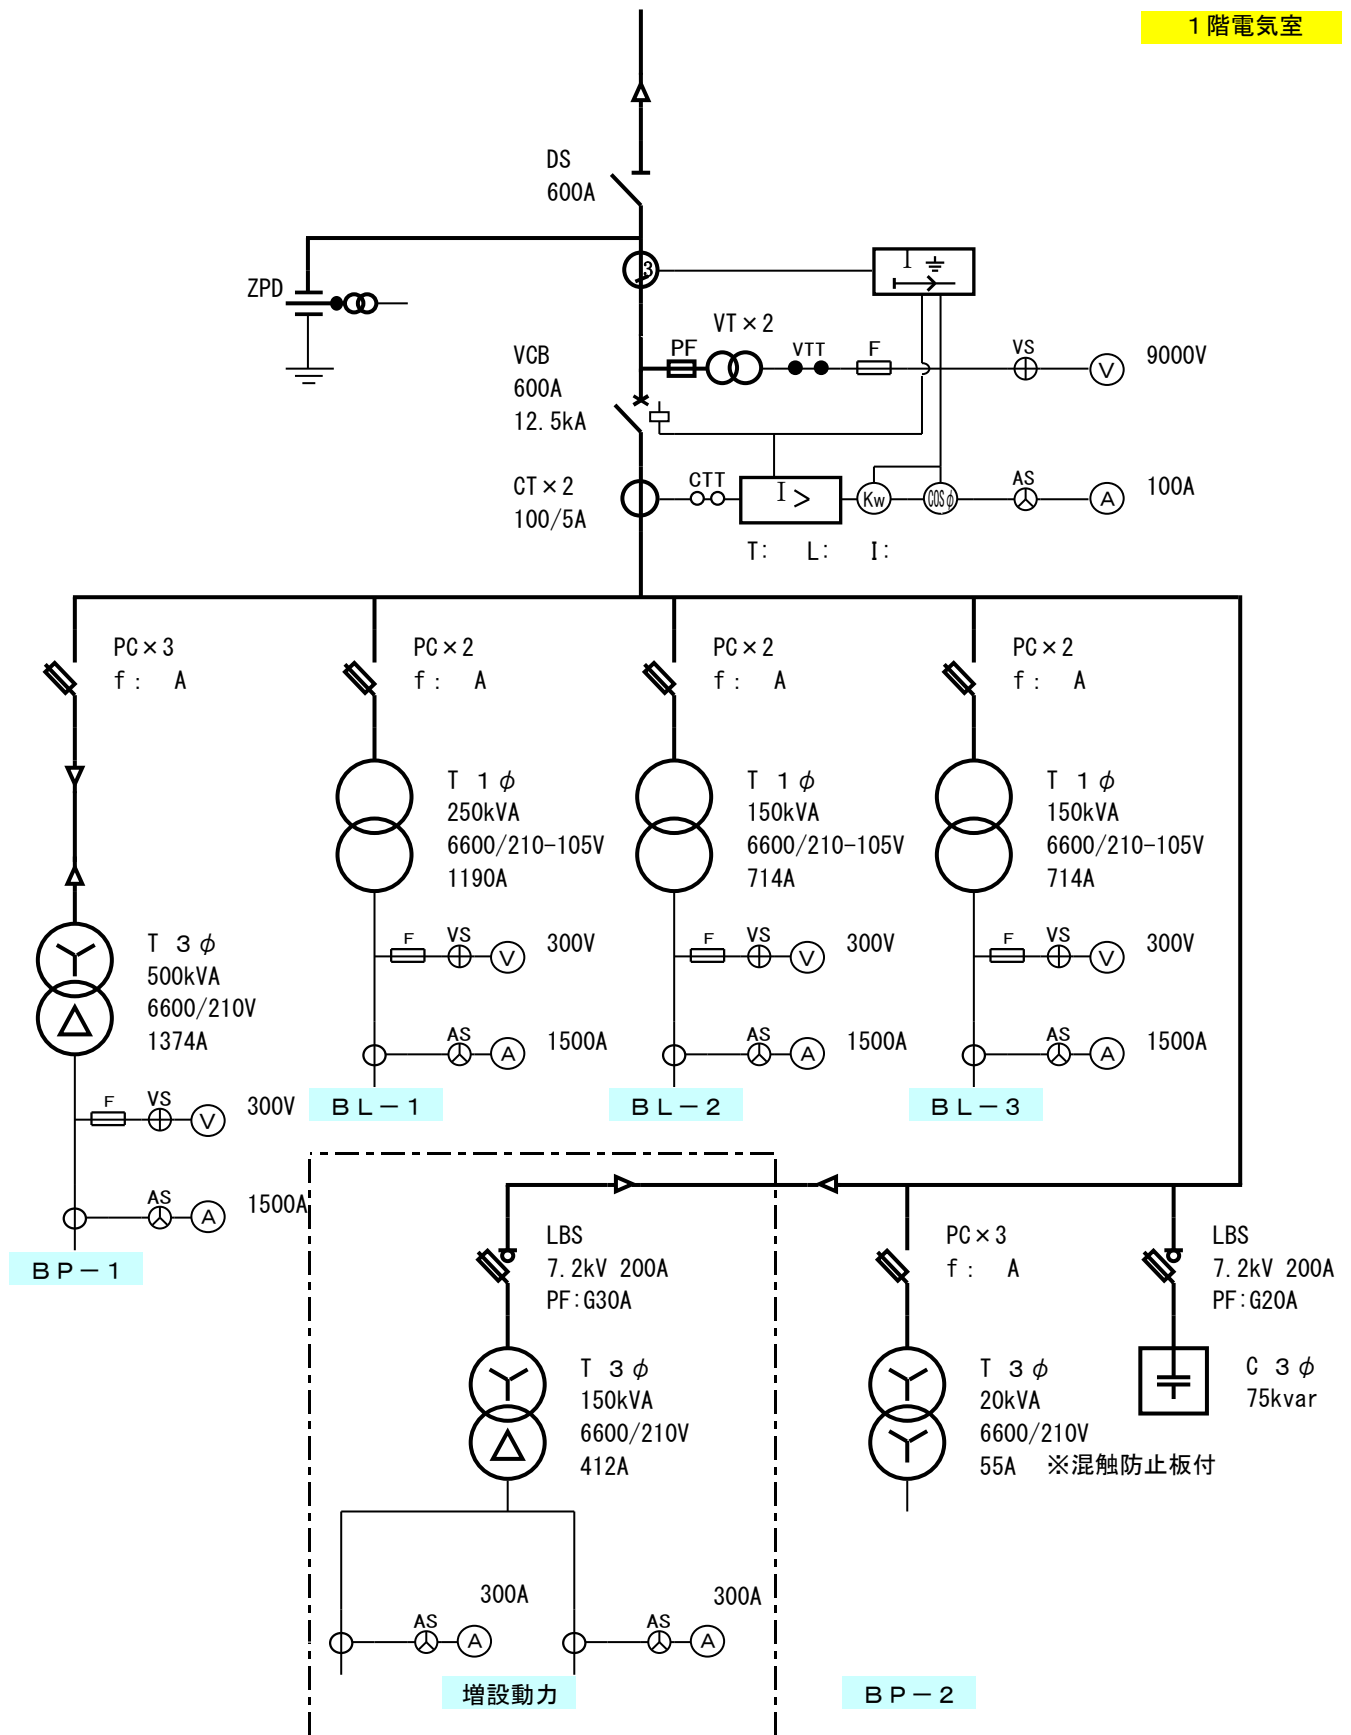 １階電気室
DS
600A
3
I
ZPD
VT×2
PF
VTT
F
VS
V
9000V
VCB
600A
12.5kA
CT×2
100/5A
CTT
I >
Kw
COSφ
AS
A
100A
T: L: I:
PC×3
f: A
PC×2
f: A
PC×2
f: A
PC×2
f: A
T 1φ
250kVA
6600/210-105V
1190A
T 1φ
150kVA
6600/210-105V
714A
T 1φ
150kVA
6600/210-105V
714A
T 3φ
500kVA
6600/210V
1374A
F VS V 300V
F VS V 300V
F VS V 300V
AS A 1500A
AS A 1500A
AS A 1500A
F VS V 300V
ＢＬ－１
ＢＬ－２
ＢＬ－３
AS A 1500A
ＢＰ－１
LBS
7.2kV 200A
PF:G30A
PC×3
f: A
LBS
7.2kV 200A
PF:G20A
T 3φ
150kVA
6600/210V
412A
T 3φ
20kVA
6600/210V
55A ※混触防止板付
C 3φ
75kvar
AS A 300A
AS A 300A
増設動力
ＢＰ－２